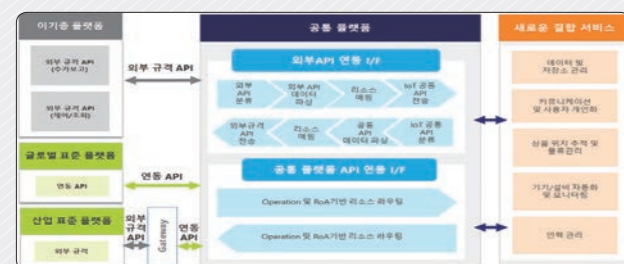 이기종 플랫폼
외부 규격 API
(주기보고)
외부 규격 API
(제어/조회)
글로벌 표준 플랫폼
연동 API
산업 표준 플랫폼
외부 규격
외부 규격 API
연동 API
외부
규격
API
Gateway
연동
API
공통 플랫폼
외부API 연동 I/F
외부
API
분류
외부 API
데이터
파싱
리소스
매핑
IoT 공통
API
전송
외부규격
API
전송
리소스
매핑
공통
API
데이터 파싱
IoT 공통
API
분류
공통 플랫폼 API 연동 I/F
Operation 및 RoA기반 리소스 라우팅
Operation 및 RoA기반 리소스 라우팅
새로운 결합 서비스
데이터 및
저장소 관리
커뮤니케이션
및 사용자 개인화
상품 위치 추적 및
물류관리
기기/설비 자동화
및 모니터링
인력 관리